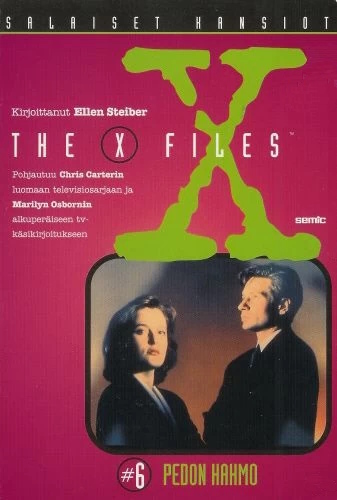 SALAISET KANSIOT
Kirjoittanut Ellen Steiber
THE X FILES™
Pohjautuu Chris Carterin
luomaan televisiosarjaan ja
Marilyn Osbornin
alkuperäiseen tv-
käsikirjoitukseen
X
semic
#6 PEDON HAHMO